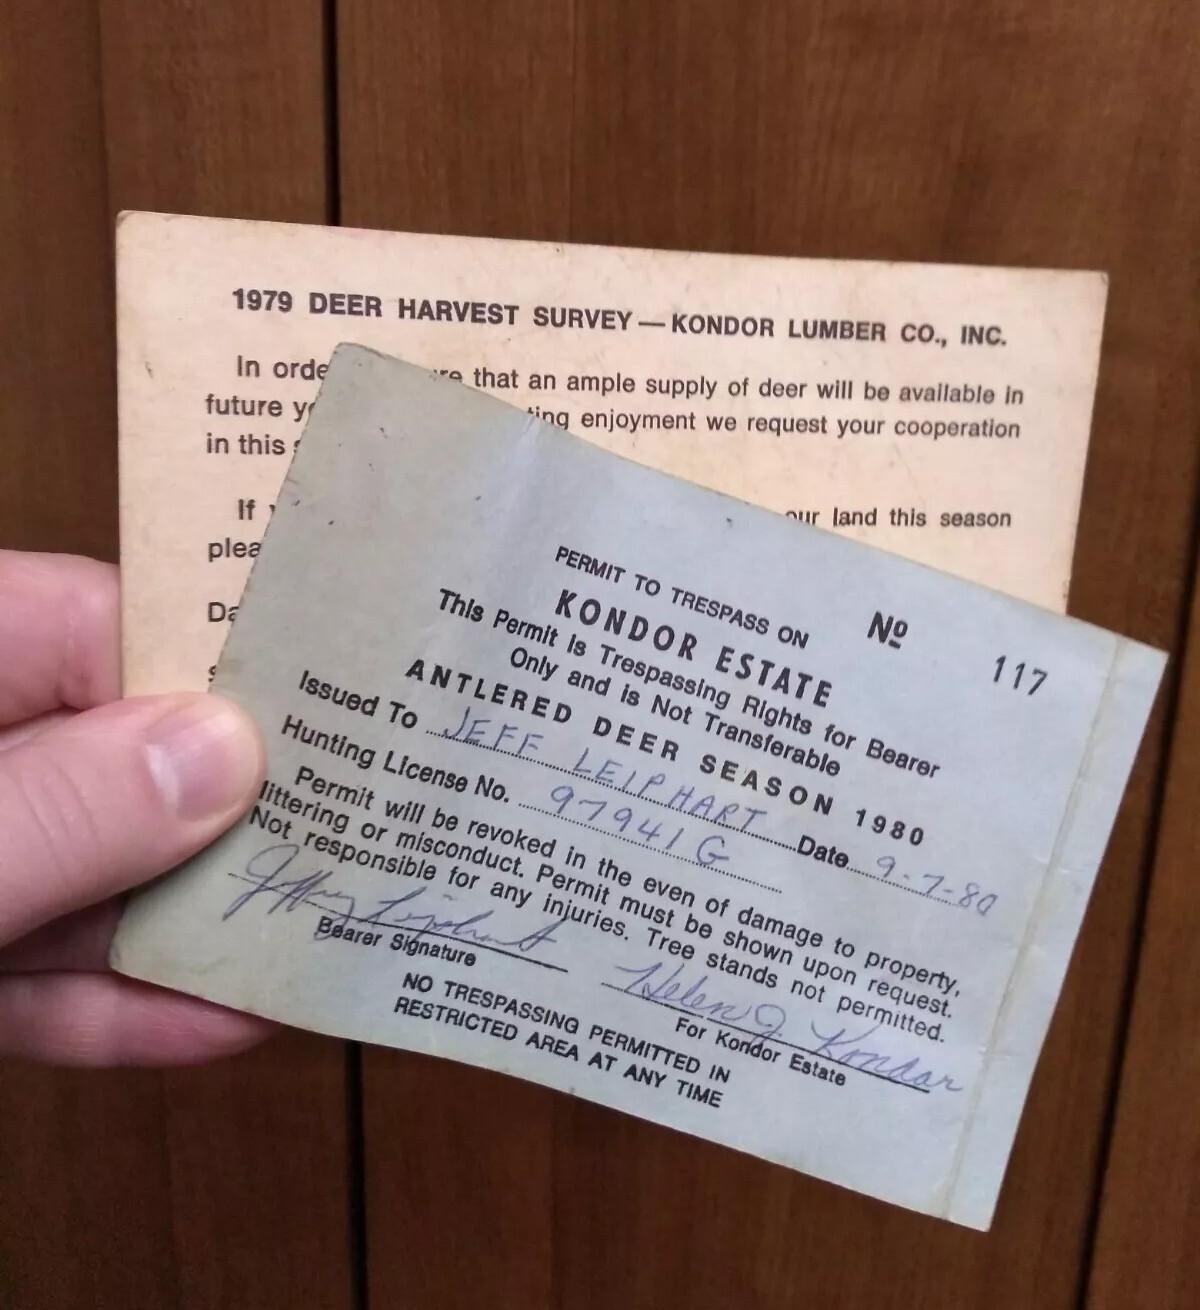 1979 DEER HARVEST SURVEY — KONDOR LUMBER CO., INC.
In orde re that an ample supply of deer will be available in
future y ting enjoyment we request your cooperation
in this
If our land this season
plea
Da
PERMIT TO TRESPASS ON
KONDOR ESTATE
Nº 117
This Permit is Trespassing Rights for Bearer
Only and is Not Transferable
ANTLERED DEER SEASON 1980
Issued To JEFF LEIPHART Date 9-7-80
Hunting License No. 97941G
Permit will be revoked in the even of damage to property,
littering or misconduct. Permit must be shown upon request.
Not responsible for any injuries. Tree stands not permitted.
Jeffrey Leiphart
Bearer Signature
Helen J. Kondor
For Kondor Estate
NO TRESPASSING PERMITTED IN
RESTRICTED AREA AT ANY TIME